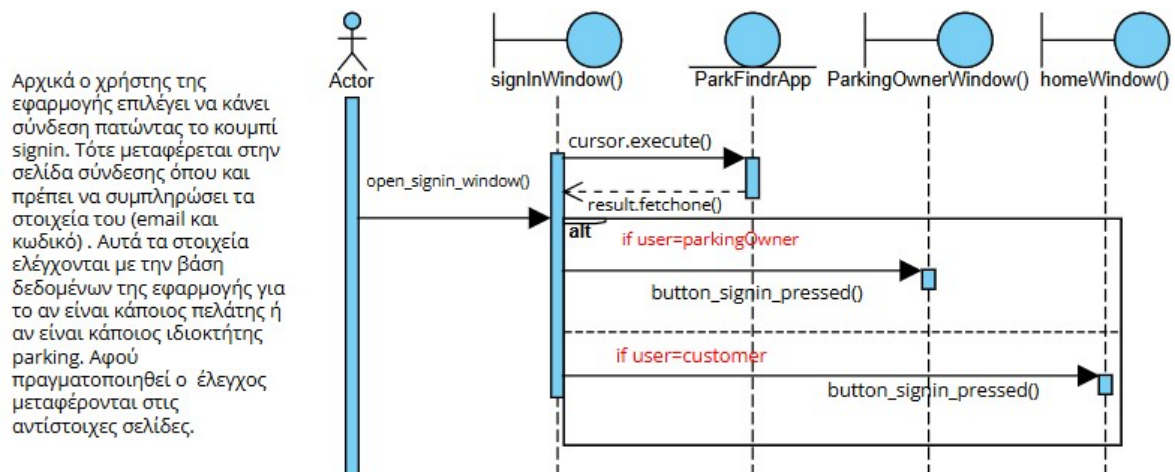 Αρχικά ο χρήστης της
εφαρμογής επιλέγει να κάνει
σύνδεση πατώντας το κουμπί
signin. Τότε μεταφέρεται στην
σελίδα σύνδεσης όπου και
πρέπει να συμπληρώσει τα
στοιχεία του (email και
κωδικό) . Αυτά τα στοιχεία
ελέγχονται με την βάση
δεδομένων της εφαρμογής για
το αν είναι κάποιος πελάτης ή
αν είναι κάποιος ιδιοκτήτης
parking. Αφού
πραγματοποιηθεί ο έλεγχος
μεταφέρονται στις
αντίστοιχες σελίδες.
Actor
signInWindow()
ParkFindrApp
ParkingOwnerWindow()
homeWindow()
cursor.execute()
open_signin_window()
result.fetchone()
alt
if user=parkingOwner
button_signin_pressed()
if user=customer
button_signin_pressed()